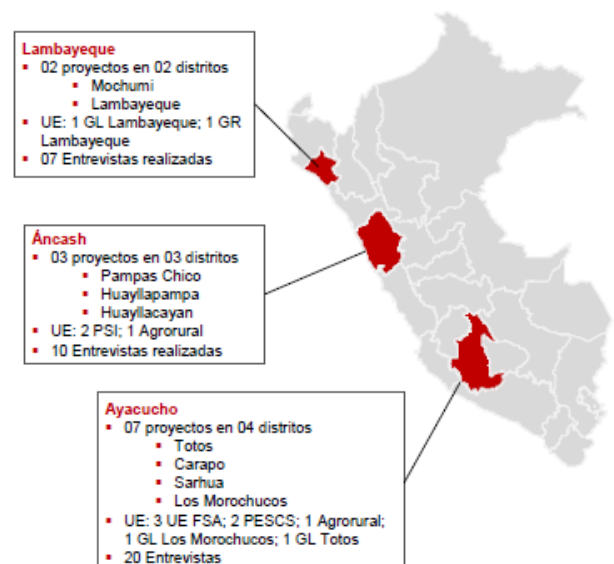 Lambayeque
▪ 02 proyectos en 02 distritos
▪ Mochumi
▪ Lambayeque
▪ UE: 1 GL Lambayeque; 1 GR
Lambayeque
▪ 07 Entrevistas realizadas
Áncash
▪ 03 proyectos en 03 distritos
▪ Pampas Chico
▪ Huayllapampa
▪ Huayllacayan
▪ UE: 2 PSI; 1 Agrorural
▪ 10 Entrevistas realizadas
Ayacucho
▪ 07 proyectos en 04 distritos
▪ Totos
▪ Carapo
▪ Sarhua
▪ Los Morochucos
▪ UE: 3 UE FSA; 2 PESCS; 1 Agrorural;
1 GL Los Morochucos; 1 GL Totos
▪ 20 Entrevistas